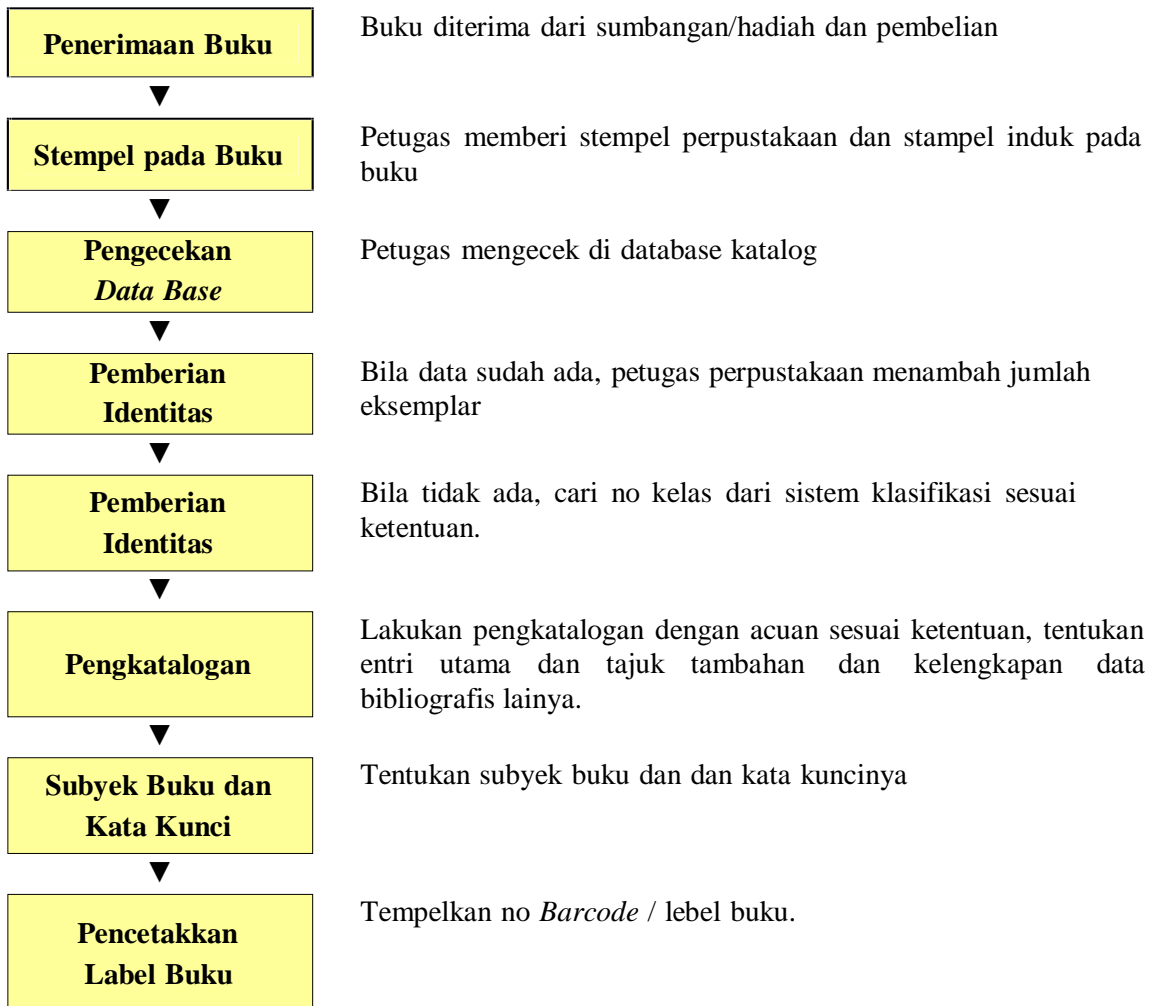 Penerimaan Buku
Buku diterima dari sumbangan/hadiah dan pembelian
▼
Stempel pada Buku
Petugas memberi stempel perpustakaan dan stampel induk pada
buku
▼
Pengecekan
Data Base
Petugas mengecek di database katalog
▼
Pemberian
Identitas
Bila data sudah ada, petugas perpustakaan menambah jumlah
eksemplar
▼
Pemberian
Identitas
Bila tidak ada, cari no kelas dari sistem klasifikasi sesuai
ketentuan.
▼
Pengkatalogan
Lakukan pengkatalogan dengan acuan sesuai ketentuan, tentukan
entri utama dan tajuk tambahan dan kelengkapan data
bibliografis lainya.
▼
Subyek Buku dan
Kata Kunci
Tentukan subyek buku dan dan kata kuncinya
▼
Pencetakkan
Label Buku
Tempelkan no Barcode / lebel buku.